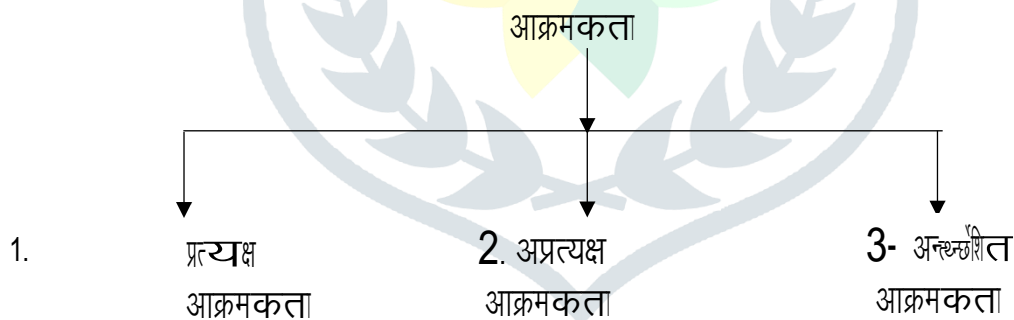 आक्रमकता
1. प्रत्यक्ष 2. अप्रत्यक्ष 3-
आक्रमकता आक्रमकता आक्रमकता